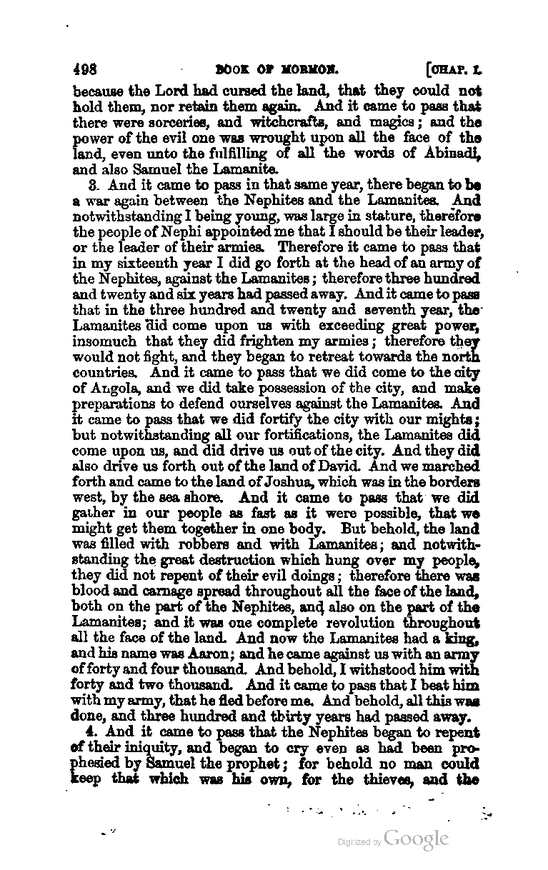 498 BOOK OF MORMON. [CHAP. I.
because the Lord had cursed the land, that they could not
hold them, nor retain them again. And it came to pass that
there were sorceries, and witchcrafts, and magics; and the
power of the evil one was wrought upon all the face of the
land, even unto the fulfilling of all the words of Abinadi,
and also Samuel the Lamanite.
3. And it came to pass in that same year, there began to be
a war again between the Nephites and the Lamanites. And
notwithstanding I being young, was large in stature, therefore
the people of Nephi appointed me that I should be their leader,
or the leader of their armies. Therefore it came to pass that
in my sixteenth year I did go forth at the head of an army of
the Nephites, against the Lamanites; therefore three hundred
and twenty and six years had passed away. And it came to pass
that in the three hundred and twenty and seventh year, the
Lamanites did come upon us with exceeding great power,
insomuch that they did frighten my armies; therefore they
would not fight, and they began to retreat towards the north
countries. And it came to pass that we did come to the city
of Angola, and we did take possession of the city, and make
preparations to defend ourselves against the Lamanites. And
it came to pass that we did fortify the city with our mights;
but notwithstanding all our fortifications, the Lamanites did
come upon us, and did drive us out of the city. And they did
also drive us forth out of the land of David. And we marched
forth and came to the land of Joshua, which was in the borders
west, by the sea shore. And it came to pass that we did
gather in our people as fast as it were possible, that we
might get them together in one body. But behold, the land
was filled with robbers and with Lamanites; and notwith-
standing the great destruction which hung over my people,
they did not repent of their evil doings; therefore there was
blood and carnage spread throughout all the face of the land,
both on the part of the Nephites, and also on the part of the
Lamanites; and it was one complete revolution throughout
all the face of the land. And now the Lamanites had a king,
and his name was Aaron; and he came against us with an army
of forty and four thousand. And behold, I withstood him with
forty and two thousand. And it came to pass that I beat him
with my army, that he fled before me. And behold, all this was
done, and three hundred and thirty years had passed away.
4. And it came to pass that the Nephites began to repent
of their iniquity, and began to cry even as had been pro-
phesied by Samuel the prophet; for behold no man could
keep that which was his own, for the thieves, and the
Digitized by Google